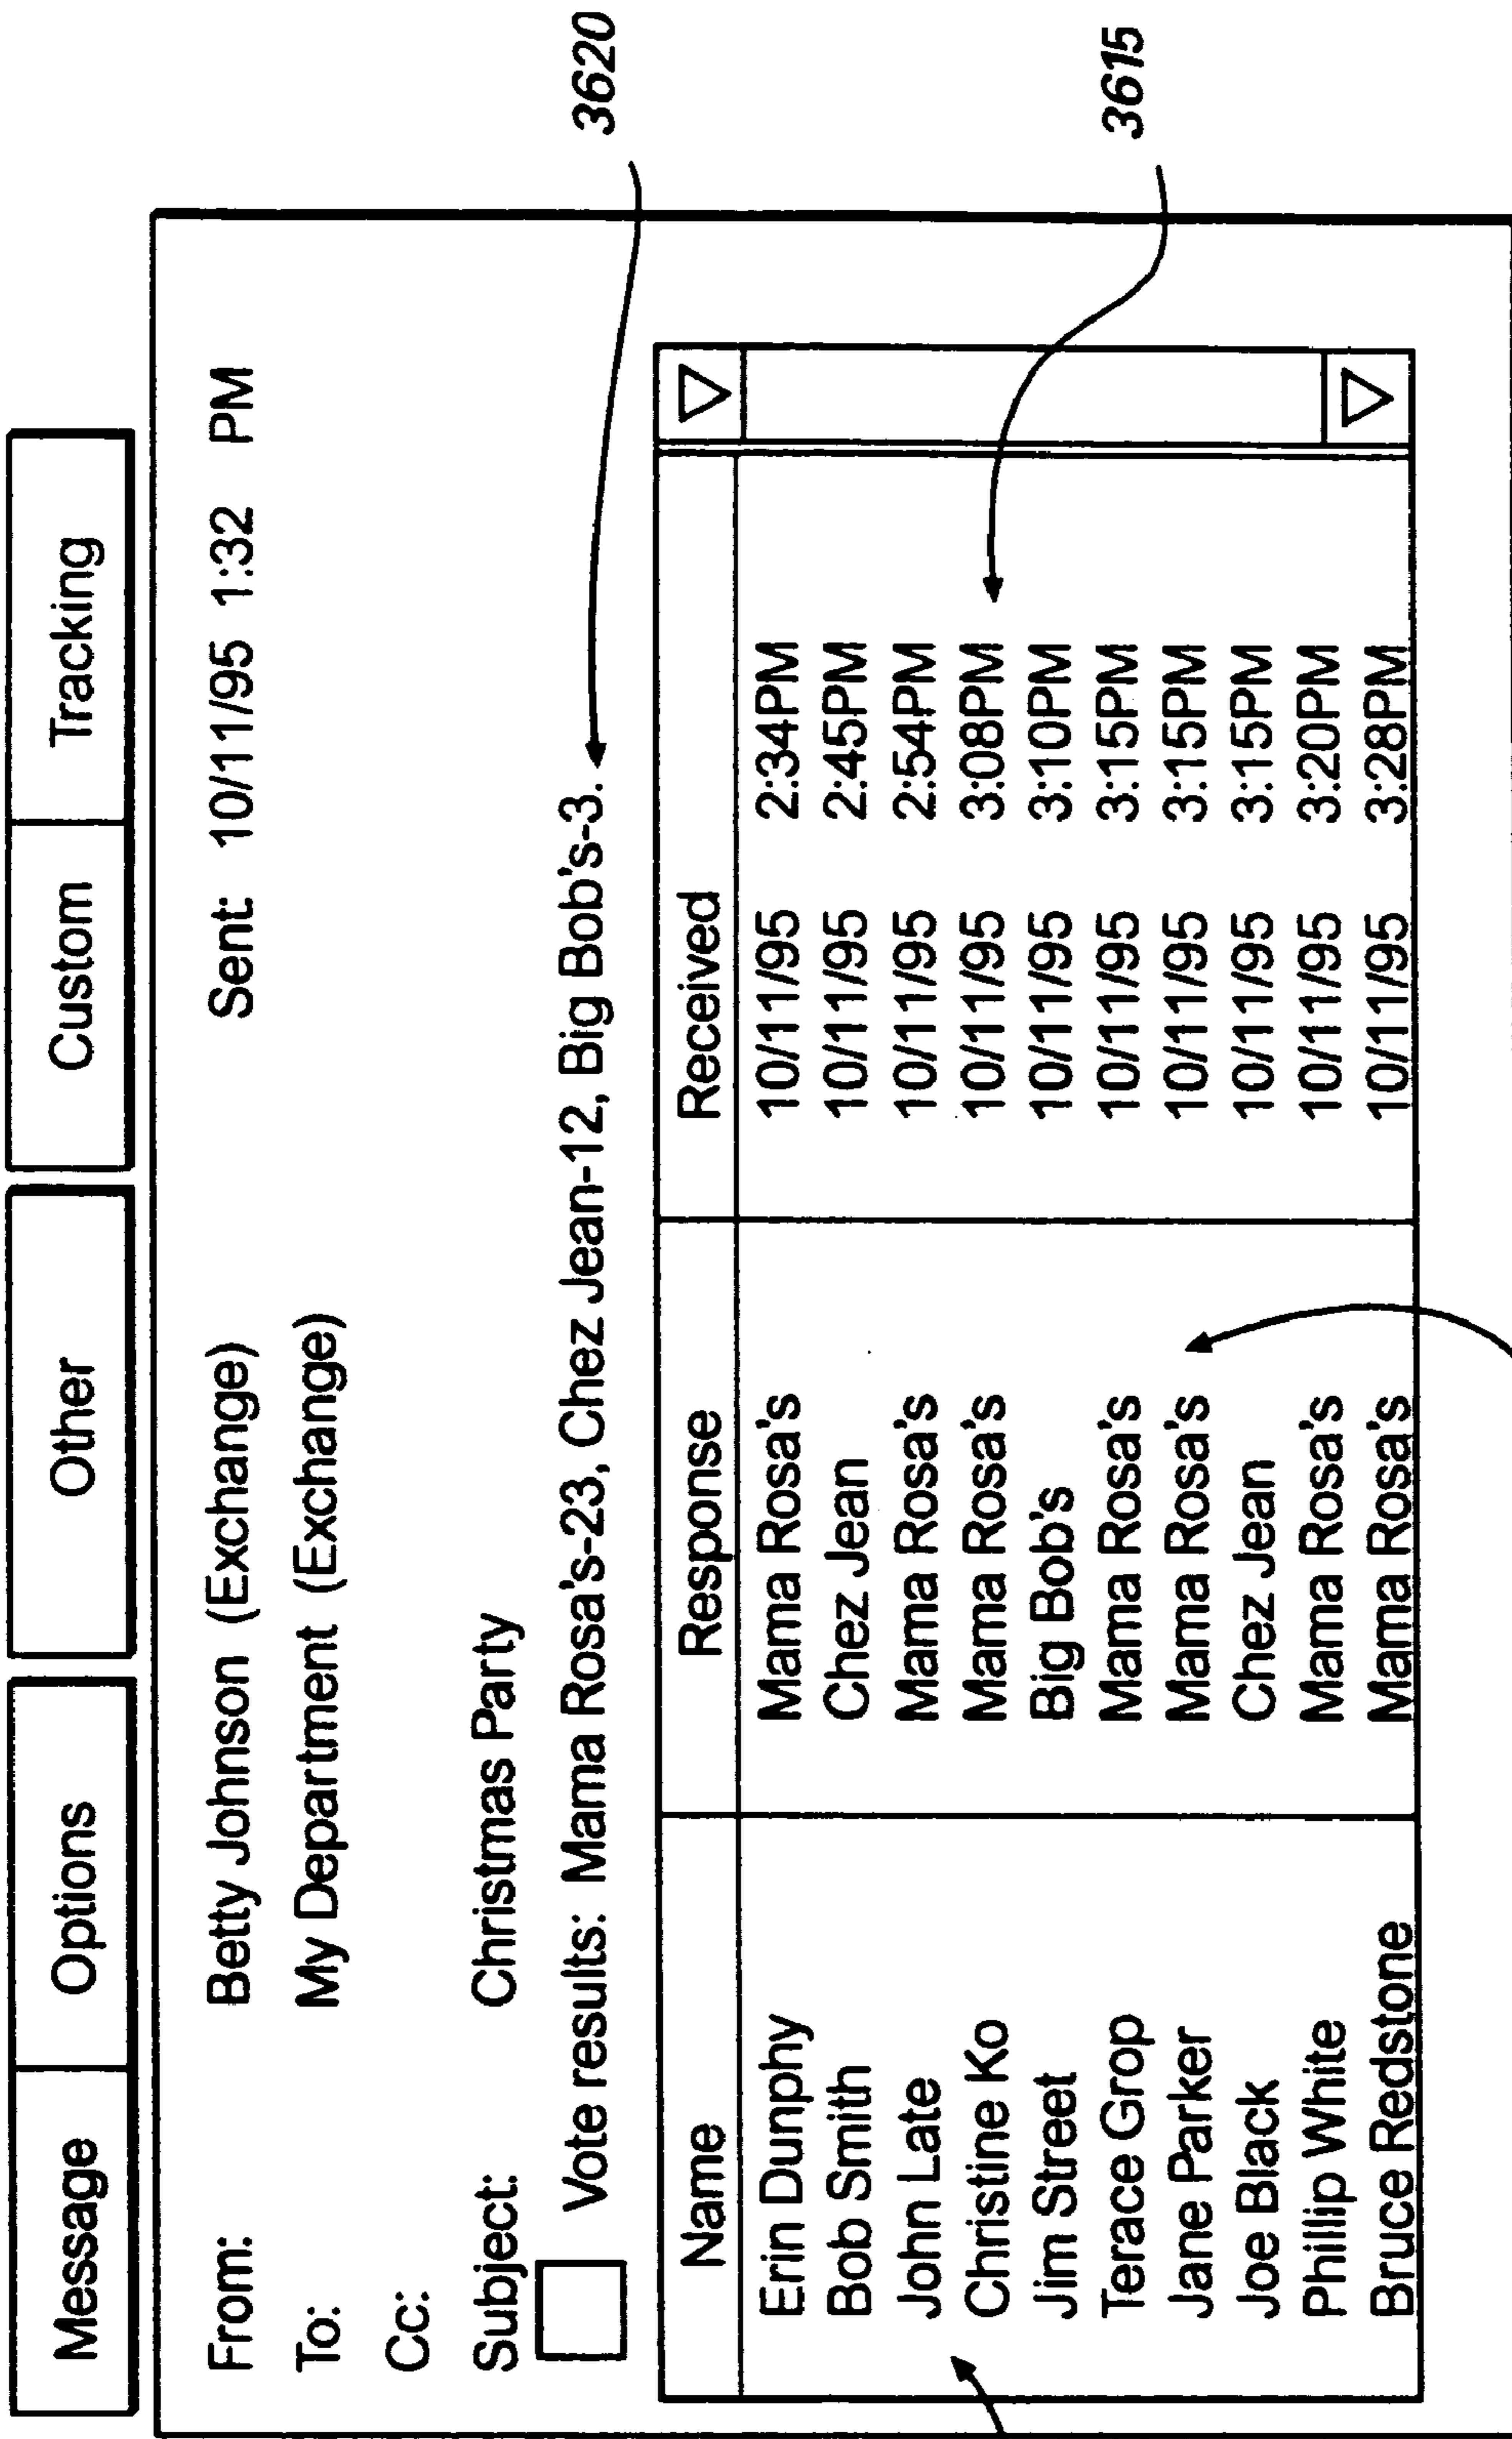 Message Options Other Custom Tracking
From: Betty Johnson (Exchange) Sent: 10/11/95 1:32 PM
To: My Department (Exchange)
Cc:
Subject: Christmas Party
Vote results: Mama Rosa's-23, Chez Jean-12, Big Bob's-3.
3620
Name Response Received
Erin Dunphy Mama Rosa's 10/11/95 2:34PM
Bob Smith Chez Jean 10/11/95 2:45PM
John Late Mama Rosa's 10/11/95 2:54PM
Christine Ko Mama Rosa's 10/11/95 3:08PM
Jim Street Big Bob's 10/11/95 3:10PM
Terace Grop Mama Rosa's 10/11/95 3:15PM
Jane Parker Mama Rosa's 10/11/95 3:15PM
Joe Black Chez Jean 10/11/95 3:15PM
Phillip White Mama Rosa's 10/11/95 3:20PM
Bruce Redstone Mama Rosa's 10/11/95 3:28PM
3615